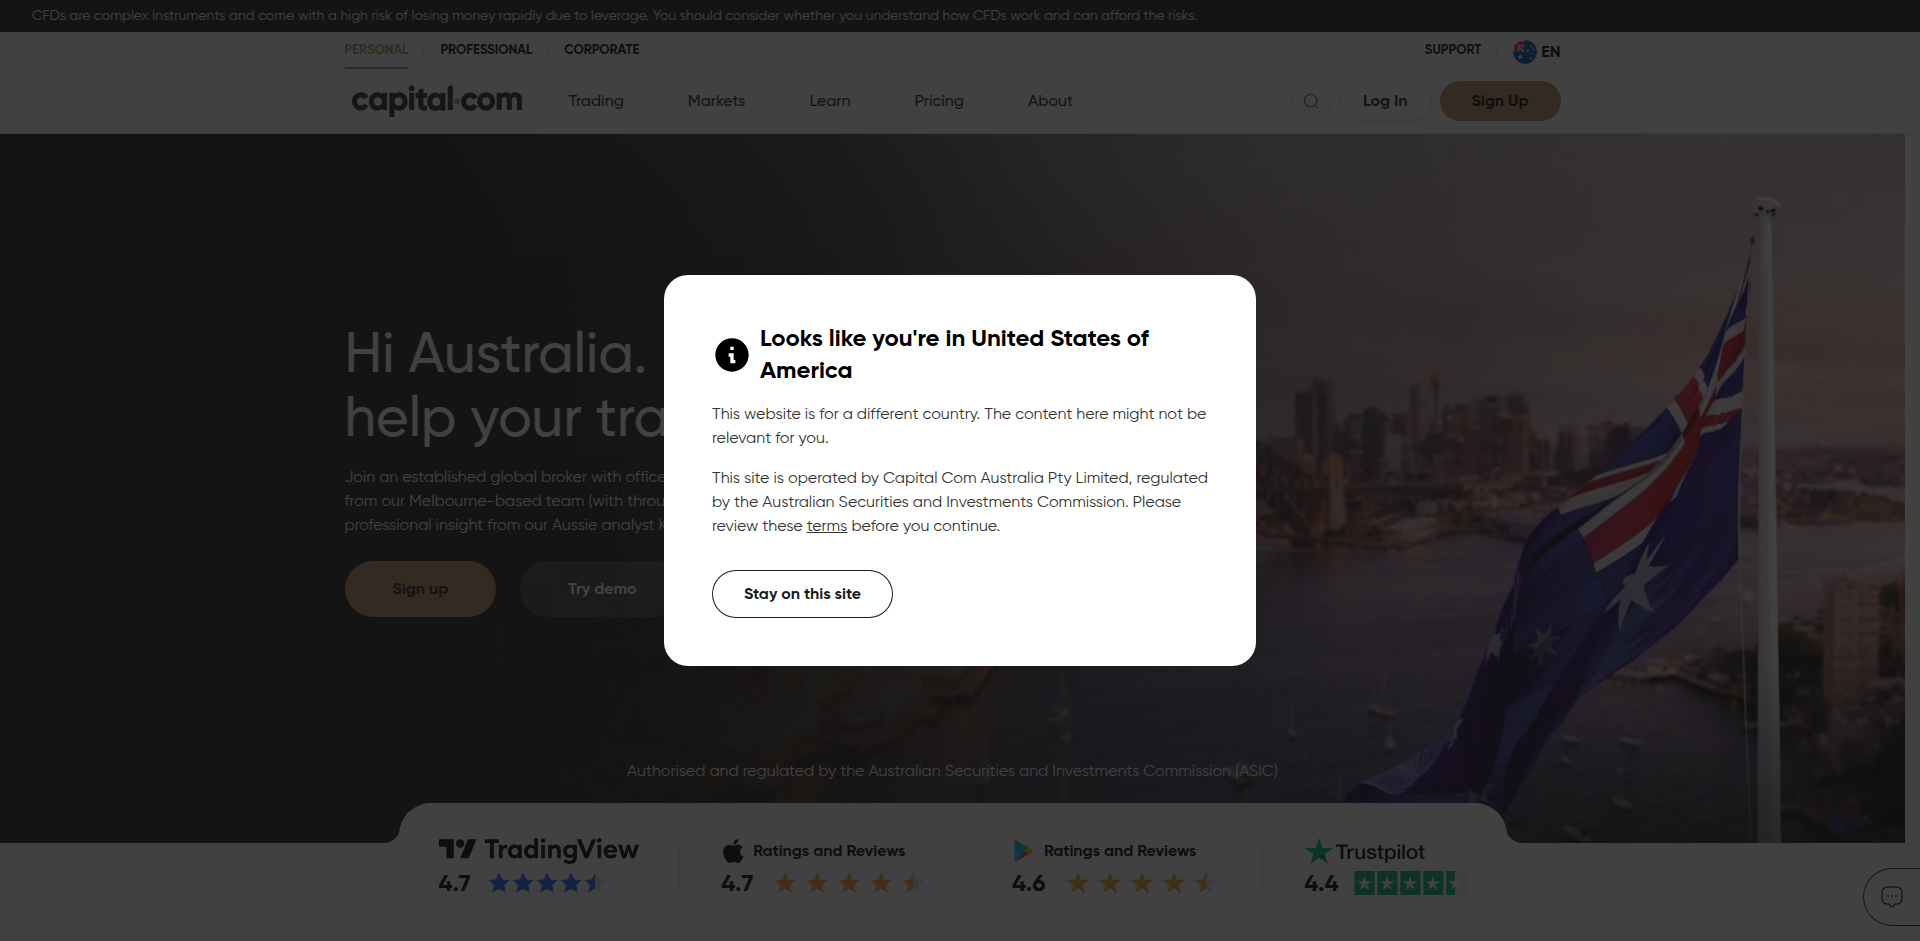 CFDs are complex instruments and come with a high risk of losing money rapidly due to leverage. You should consider whether you understand how CFDs work and can afford the risks.
PERSONAL PROFESSIONAL CORPORATE SUPPORT EN
capital.com Trading Markets Learn Pricing About Log In Sign Up
Hi Australia.
help your tra
Join an established global broker with office
from our Melbourne-based team (with throu
professional insight from our Aussie analyst K
Sign up Try demo
Looks like you're in United States of
America
This website is for a different country. The content here might not be
relevant for you.
This site is operated by Capital Com Australia Pty Limited, regulated
by the Australian Securities and Investments Commission. Please
review these terms before you continue.
Stay on this site
Authorised and regulated by the Australian Securities and Investments Commission (ASIC)
TradingView Ratings and Reviews Ratings and Reviews Trustpilot
4.7 4.7 4.6 4.4